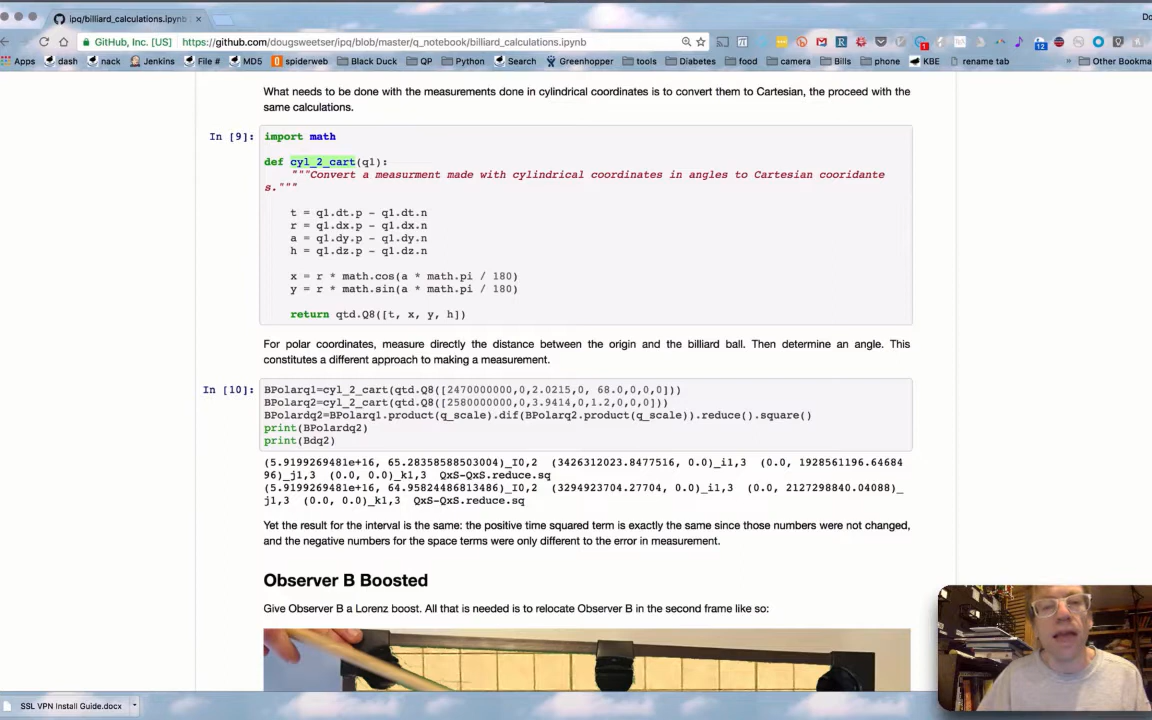 ipq/billiard_calculations.ipynb
Do
GitHub, Inc. [US]
https://github.com/dougsweetser/ipq/blob/master/q_notebook/billiard_calculations.ipynb
Apps dash nack Jenkins File # MD5 spiderweb Black Duck QP Python Search Greenhopper tools Diabetes food camera Bills phone KBE rename tab » Other Bookma
What needs to be done with the measurements done in cylindrical coordinates is to convert them to Cartesian, the proceed with the
same calculations.
In [9]:
import math
def cyl_2_cart(q1):
"""Convert a measurment made with cylindrical coordinates in angles to Cartesian cooridante
s."""
t = q1.dt.p - q1.dt.n
r = q1.dx.p - q1.dx.n
a = q1.dy.p - q1.dy.n
h = q1.dz.p - q1.dz.n
x = r * math.cos(a * math.pi / 180)
y = r * math.sin(a * math.pi / 180)
return qtd.Q8([t, x, y, h])
For polar coordinates, measure directly the distance between the origin and the billiard ball. Then determine an angle. This
constitutes a different approach to making a measurement.
In [10]:
BPolarq1=cyl_2_cart(qtd.Q8([2470000000,0,2.0215,0, 68.0,0,0,0]))
BPolarq2=cyl_2_cart(qtd.Q8([2580000000,0,3.9414,0,1.2,0,0,0]))
BPolardq2=BPolarq1.product(q_scale).dif(BPolarq2.product(q_scale)).reduce().square()
print(BPolardq2)
print(Bdq2)
(5.9199269481e+16, 65.28358588503004)_I0,2 (3426312023.8477516, 0.0)_i1,3 (0.0, 1928561196.64684
96)_j1,3 (0.0, 0.0)_k1,3 QxS-QxS.reduce.sq
(5.9199269481e+16, 64.95824486813486)_I0,2 (3294923704.27704, 0.0)_i1,3 (0.0, 2127298840.04088)_
j1,3 (0.0, 0.0)_k1,3 QxS-QxS.reduce.sq
Yet the result for the interval is the same: the positive time squared term is exactly the same since those numbers were not changed,
and the negative numbers for the space terms were only different to the error in measurement.
Observer B Boosted
Give Observer B a Lorenz boost. All that is needed is to relocate Observer B in the second frame like so:
SSL VPN Install Guide.docx